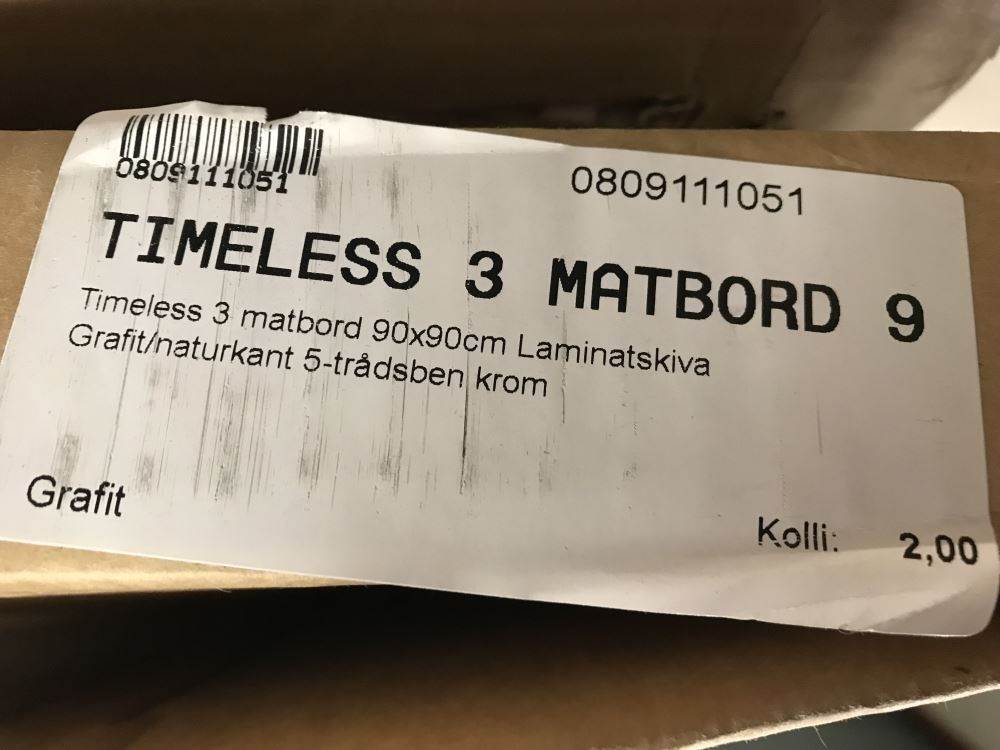 0809111051
0809111051
TIMELESS 3 MATBORD 9
Timeless 3 matbord 90x90cm Laminatskiva
Grafit/naturkant 5-trådsben krom
Grafit
Kolli: 2,00